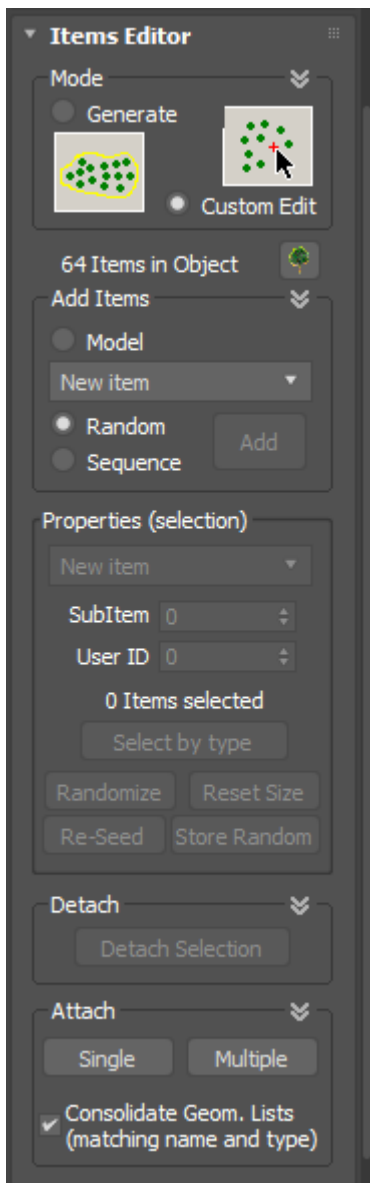 Items Editor
Mode
Generate
Custom Edit
64 Items in Object
Add Items
Model
New item
Random
Add
Sequence
Properties (selection)
New item
SubItem 0
User ID 0
0 Items selected
Select by type
Randomize Reset Size
Re-Seed Store Random
Detach
Detach Selection
Attach
Single Multiple
Consolidate Geom. Lists
(matching name and type)